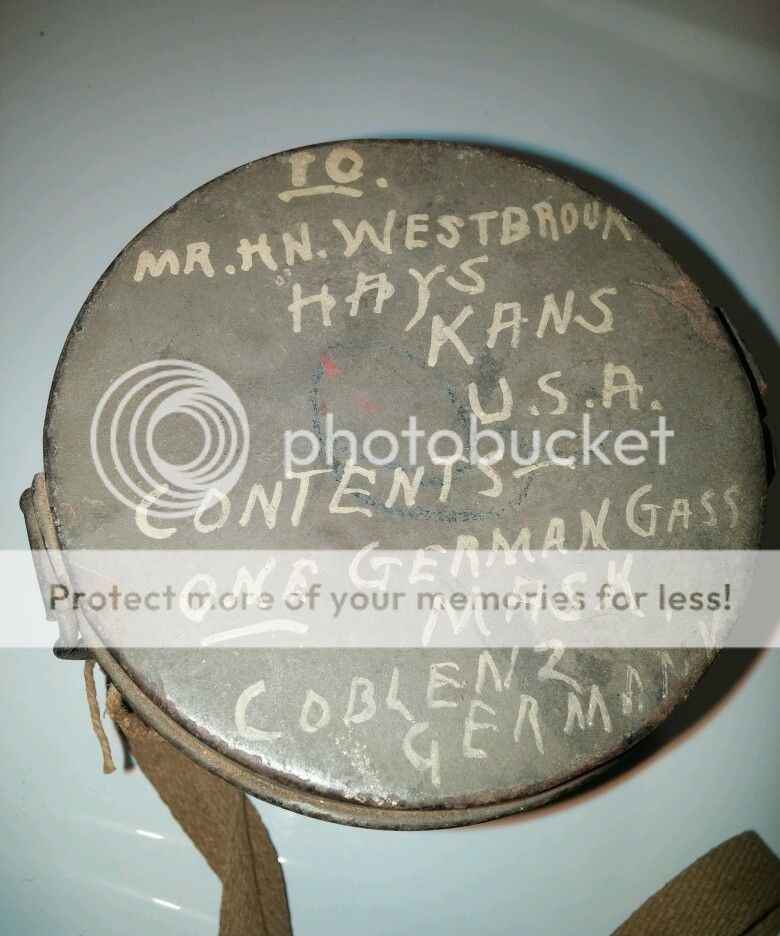 TO.
MR. H.N. WESTBROOK
HAYS
KANS
U.S.A.
photobucket
CONTENTS—
ONE GERMAN GASS
Protect more of your memories for less!
MASK
COBLENZ
GERMANY